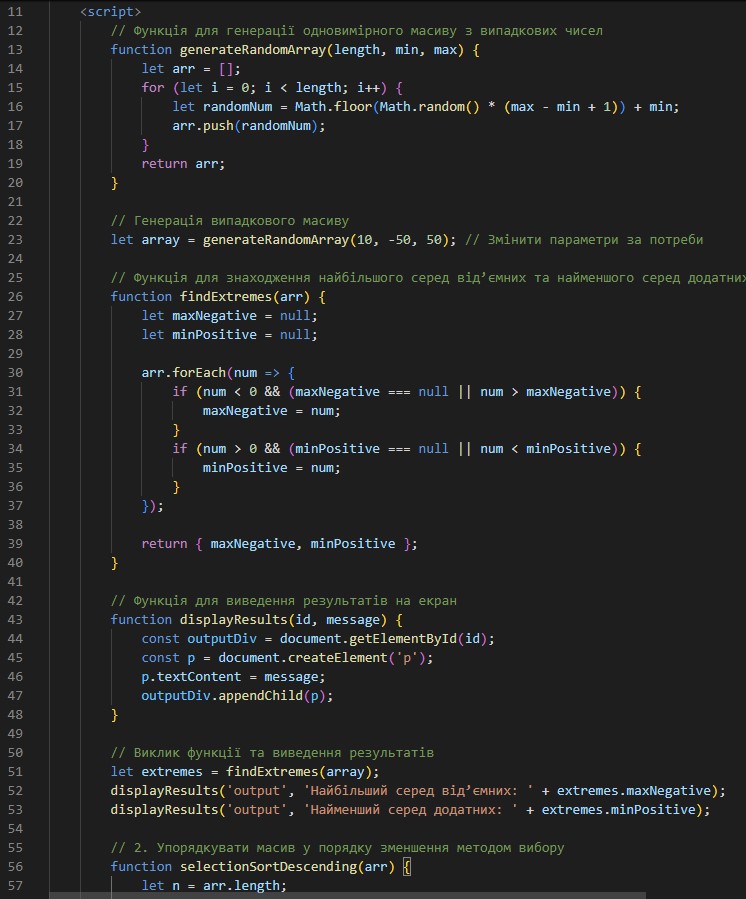 11 <script>
12 // Функція для генерації одновимірного масиву з випадкових чисел
13 function generateRandomArray(length, min, max) {
14 let arr = [];
15 for (let i = 0; i < length; i++) {
16 let randomNum = Math.floor(Math.random() * (max - min + 1)) + min;
17 arr.push(randomNum);
18 }
19 return arr;
20 }
21
22 // Генерація випадкового масиву
23 let array = generateRandomArray(10, -50, 50); // Змінити параметри за потреби
24
25 // Функція для знаходження найбільшого серед від’ємних та найменшого серед додатних
26 function findExtremes(arr) {
27 let maxNegative = null;
28 let minPositive = null;
29
30 arr.forEach(num => {
31 if (num < 0 && (maxNegative === null || num > maxNegative)) {
32 maxNegative = num;
33 }
34 if (num > 0 && (minPositive === null || num < minPositive)) {
35 minPositive = num;
36 }
37 });
38
39 return { maxNegative, minPositive };
40 }
41
42 // Функція для виведення результатів на екран
43 function displayResults(id, message) {
44 const outputDiv = document.getElementById(id);
45 const p = document.createElement('p');
46 p.textContent = message;
47 outputDiv.appendChild(p);
48 }
49
50 // Виклик функції та виведення результатів
51 let extremes = findExtremes(array);
52 displayResults('output', 'Найбільший серед від’ємних: ' + extremes.maxNegative);
53 displayResults('output', 'Найменший серед додатних: ' + extremes.minPositive);
54
55 // 2. Упорядкувати масив у порядку зменшення методом вибору
56 function selectionSortDescending(arr) {
57 let n = arr.length;